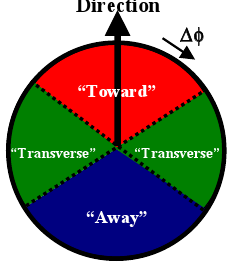 Direction
Δϕ
“Toward”
“Transverse” “Transverse”
“Away”